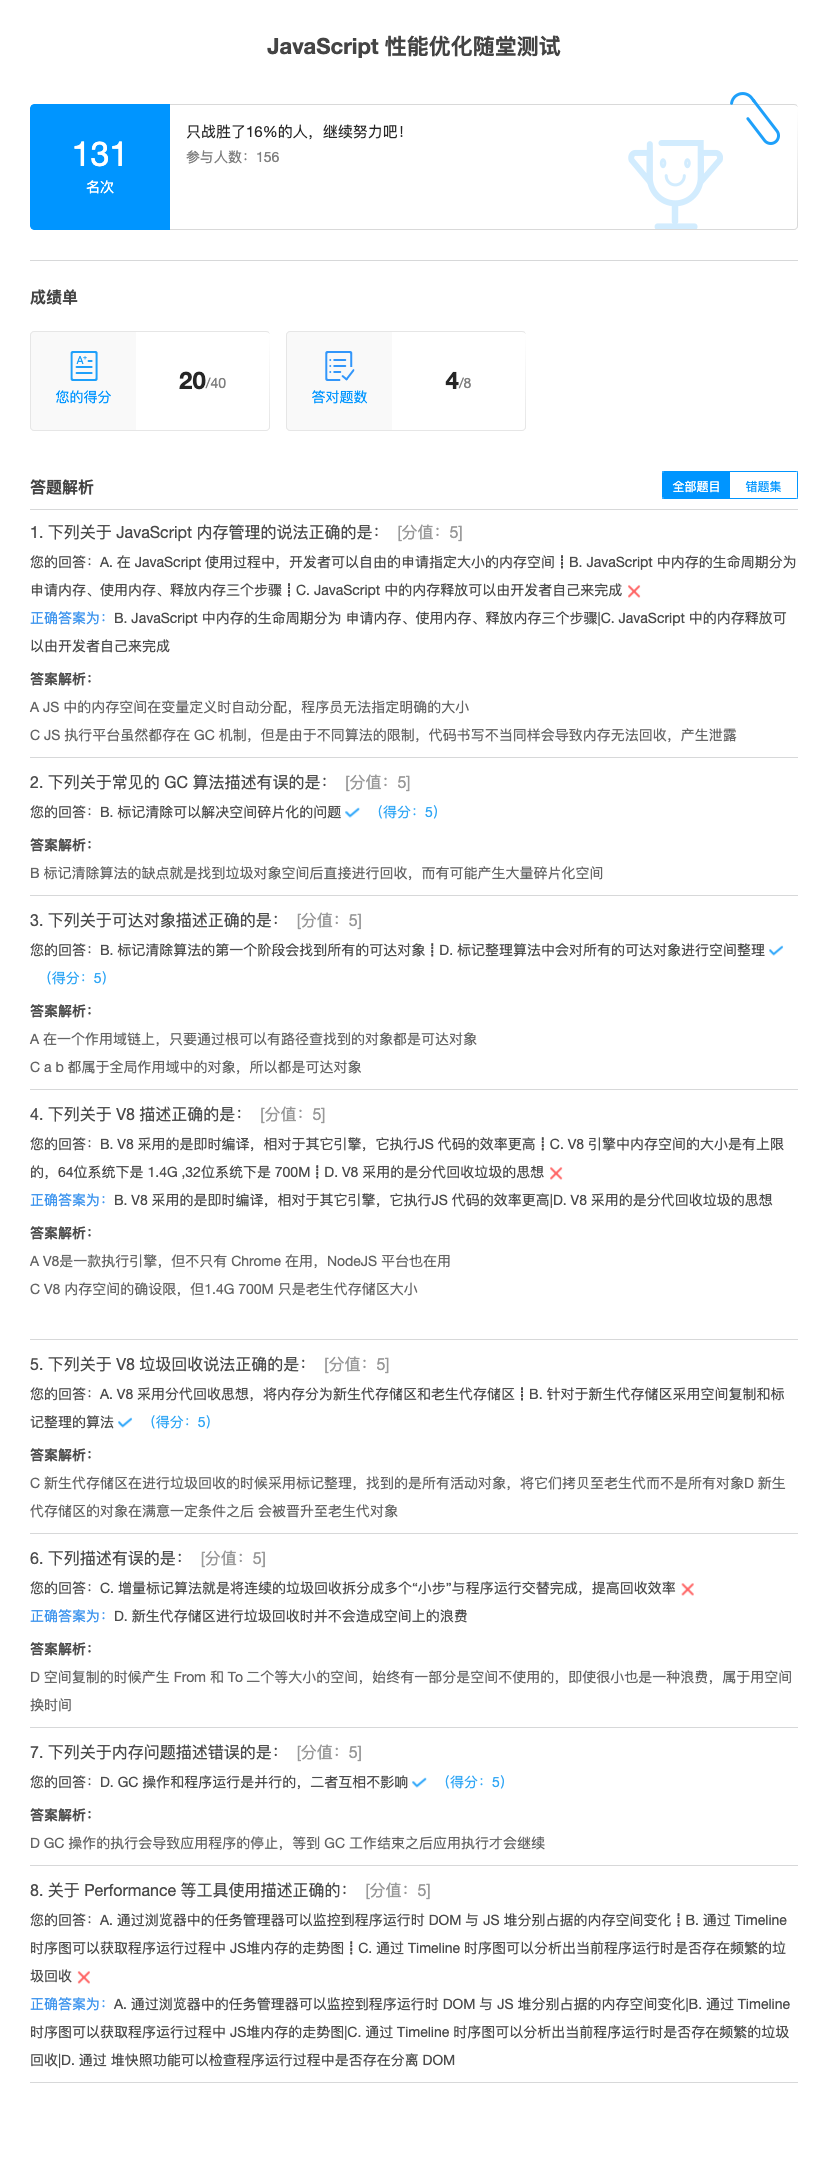 JavaScript 性能优化随堂测试
131
名次
只战胜了16%的人，继续努力吧！
参与人数：156
成绩单
A+
您的得分
20/40
答对题数
4/8
答题解析
全部题目
错题集
1. 下列关于 JavaScript 内存管理的说法正确的是： [分值：5]
您的回答：A. 在 JavaScript 使用过程中，开发者可以自由的申请指定大小的内存空间┋B. JavaScript 中内存的生命周期分为
申请内存、使用内存、释放内存三个步骤┋C. JavaScript 中的内存释放可以由开发者自己来完成
正确答案为：B. JavaScript 中内存的生命周期分为 申请内存、使用内存、释放内存三个步骤|C. JavaScript 中的内存释放可
以由开发者自己来完成
答案解析：
A JS 中的内存空间在变量定义时自动分配，程序员无法指定明确的大小
C JS 执行平台虽然都存在 GC 机制，但是由于不同算法的限制，代码书写不当同样会导致内存无法回收，产生泄露
2. 下列关于常见的 GC 算法描述有误的是： [分值：5]
您的回答：B. 标记清除可以解决空间碎片化的问题 （得分：5）
答案解析：
B 标记清除算法的缺点就是找到垃圾对象空间后直接进行回收，而有可能产生大量碎片化空间
3. 下列关于可达对象描述正确的是： [分值：5]
您的回答：B. 标记清除算法的第一个阶段会找到所有的可达对象┋D. 标记整理算法中会对所有的可达对象进行空间整理
（得分：5）
答案解析：
A 在一个作用域链上，只要通过根可以有路径查找到的对象都是可达对象
C a b 都属于全局作用域中的对象，所以都是可达对象
4. 下列关于 V8 描述正确的是： [分值：5]
您的回答：B. V8 采用的是即时编译，相对于其它引擎，它执行JS 代码的效率更高┋C. V8 引擎中内存空间的大小是有上限
的，64位系统下是 1.4G ,32位系统下是 700M┋D. V8 采用的是分代回收垃圾的思想
正确答案为：B. V8 采用的是即时编译，相对于其它引擎，它执行JS 代码的效率更高|D. V8 采用的是分代回收垃圾的思想
答案解析：
A V8是一款执行引擎，但不只有 Chrome 在用，NodeJS 平台也在用
C V8 内存空间的确设限，但1.4G 700M 只是老生代存储区大小
5. 下列关于 V8 垃圾回收说法正确的是： [分值：5]
您的回答：A. V8 采用分代回收思想，将内存分为新生代存储区和老生代存储区┋B. 针对于新生代存储区采用空间复制和标
记整理的算法 （得分：5）
答案解析：
C 新生代存储区在进行垃圾回收的时候采用标记整理，找到的是所有活动对象，将它们拷贝至老生代而不是所有对象D 新生
代存储区的对象在满意一定条件之后 会被晋升至老生代对象
6. 下列描述有误的是： [分值：5]
您的回答：C. 增量标记算法就是将连续的垃圾回收拆分成多个“小步”与程序运行交替完成，提高回收效率
正确答案为：D. 新生代存储区进行垃圾回收时并不会造成空间上的浪费
答案解析：
D 空间复制的时候产生 From 和 To 二个等大小的空间，始终有一部分是空间不使用的，即使很小也是一种浪费，属于用空间
换时间
7. 下列关于内存问题描述错误的是： [分值：5]
您的回答：D. GC 操作和程序运行是并行的，二者互相不影响 （得分：5）
答案解析：
D GC 操作的执行会导致应用程序的停止，等到 GC 工作结束之后应用执行才会继续
8. 关于 Performance 等工具使用描述正确的： [分值：5]
您的回答：A. 通过浏览器中的任务管理器可以监控到程序运行时 DOM 与 JS 堆分别占据的内存空间变化┋B. 通过 Timeline
时序图可以获取程序运行过程中 JS堆内存的走势图┋C. 通过 Timeline 时序图可以分析出当前程序运行时是否存在频繁的垃
圾回收
正确答案为：A. 通过浏览器中的任务管理器可以监控到程序运行时 DOM 与 JS 堆分别占据的内存空间变化|B. 通过 Timeline
时序图可以获取程序运行过程中 JS堆内存的走势图|C. 通过 Timeline 时序图可以分析出当前程序运行时是否存在频繁的垃圾
回收|D. 通过 堆快照功能可以检查程序运行过程中是否存在分离 DOM